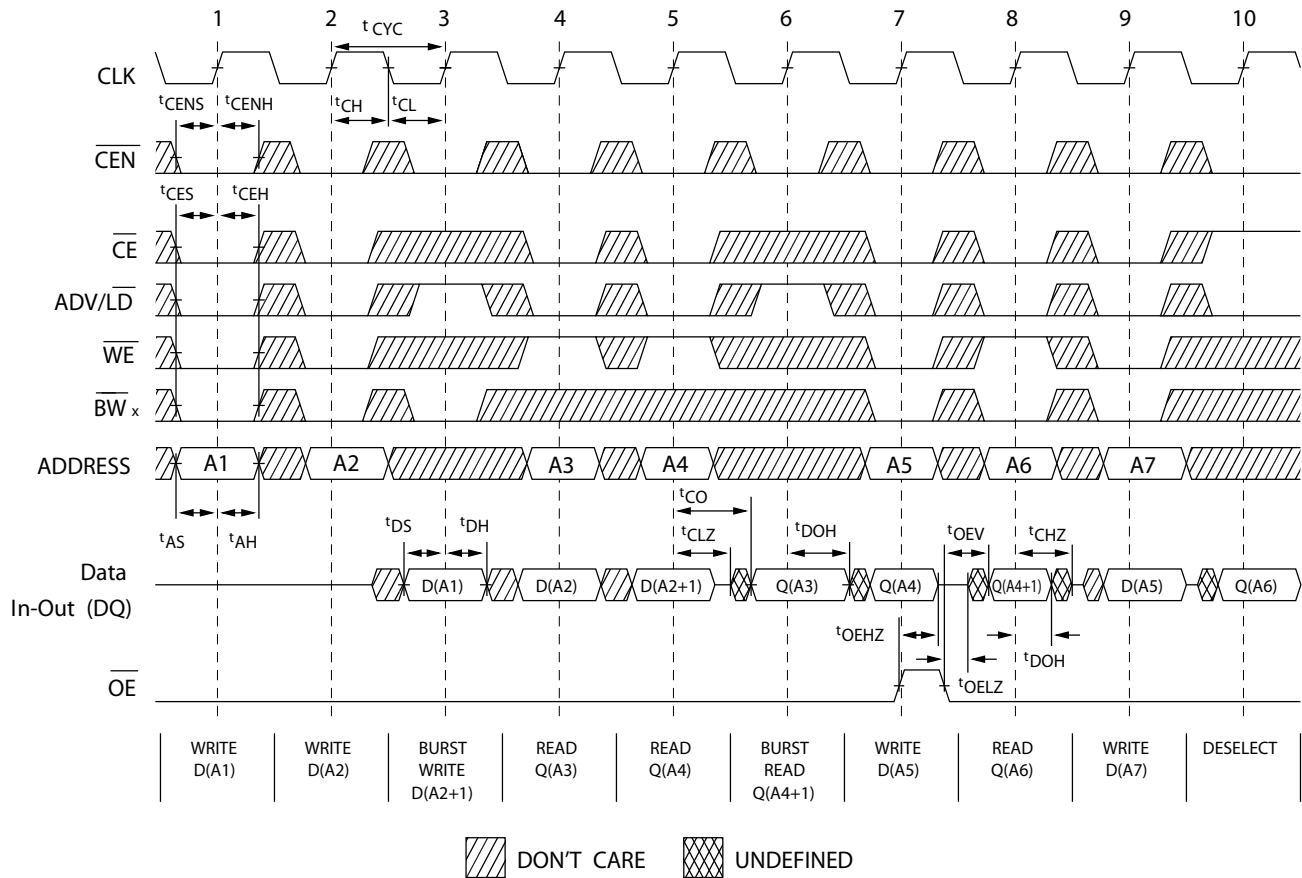 1 2 3 4 5 6 7 8 9 10
tCYC
CLK
tCENS tCENH tCH tCL
CEN
tCES tCEH
CE
ADV/LD
WE
BWx
ADDRESS A1 A2 A3 A4 A5 A6 A7
tCO
tAS tAH tDS tDH tCLZ tDOH tOEV tCHZ
Data
In-Out (DQ) D(A1) D(A2) D(A2+1) Q(A3) Q(A4) Q(A4+1) D(A5) Q(A6)
tOEHZ tDOH
tOELZ
OE
WRITE D(A1)
WRITE D(A2)
BURST WRITE D(A2+1)
READ Q(A3)
READ Q(A4)
BURST READ Q(A4+1)
WRITE D(A5)
READ Q(A6)
WRITE D(A7)
DESELECT
DON'T CARE UNDEFINED